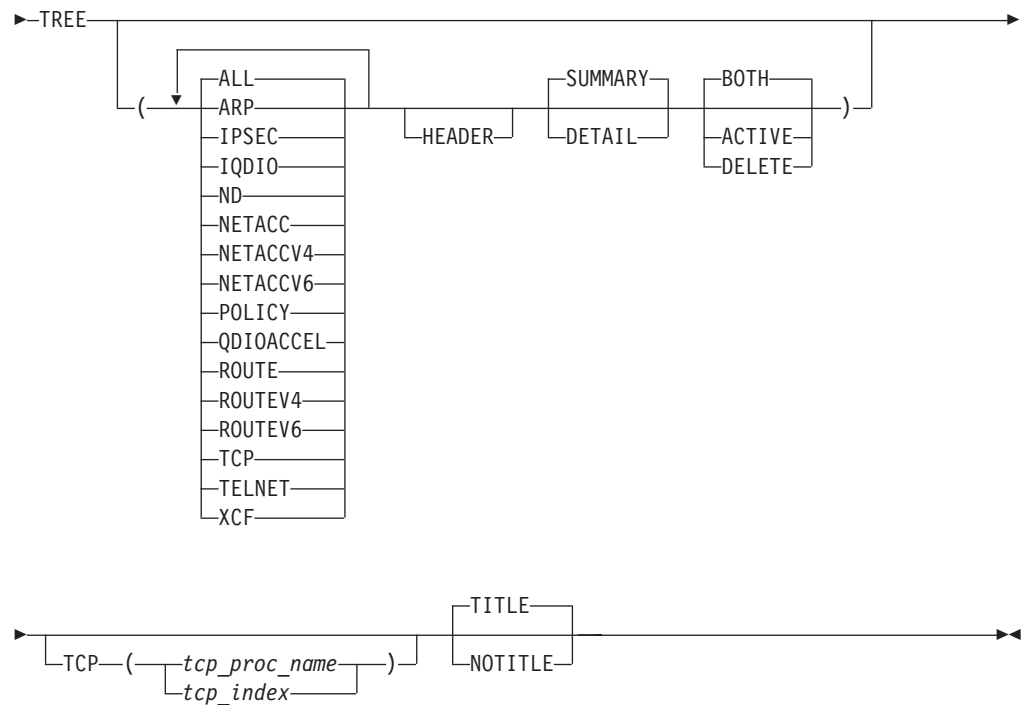 TREE
ALL SUMMARY BOTH
( ARP )
IPSEC HEADER DETAIL ACTIVE
IQDIO DELETE
ND
NETACC
NETACCV4
NETACCV6
POLICY
QDIOACCEL
ROUTE
ROUTEV4
ROUTEV6
TCP
TELNET
XCF
TITLE
TCP ( tcp_proc_name ) NOTITLE
tcp_index